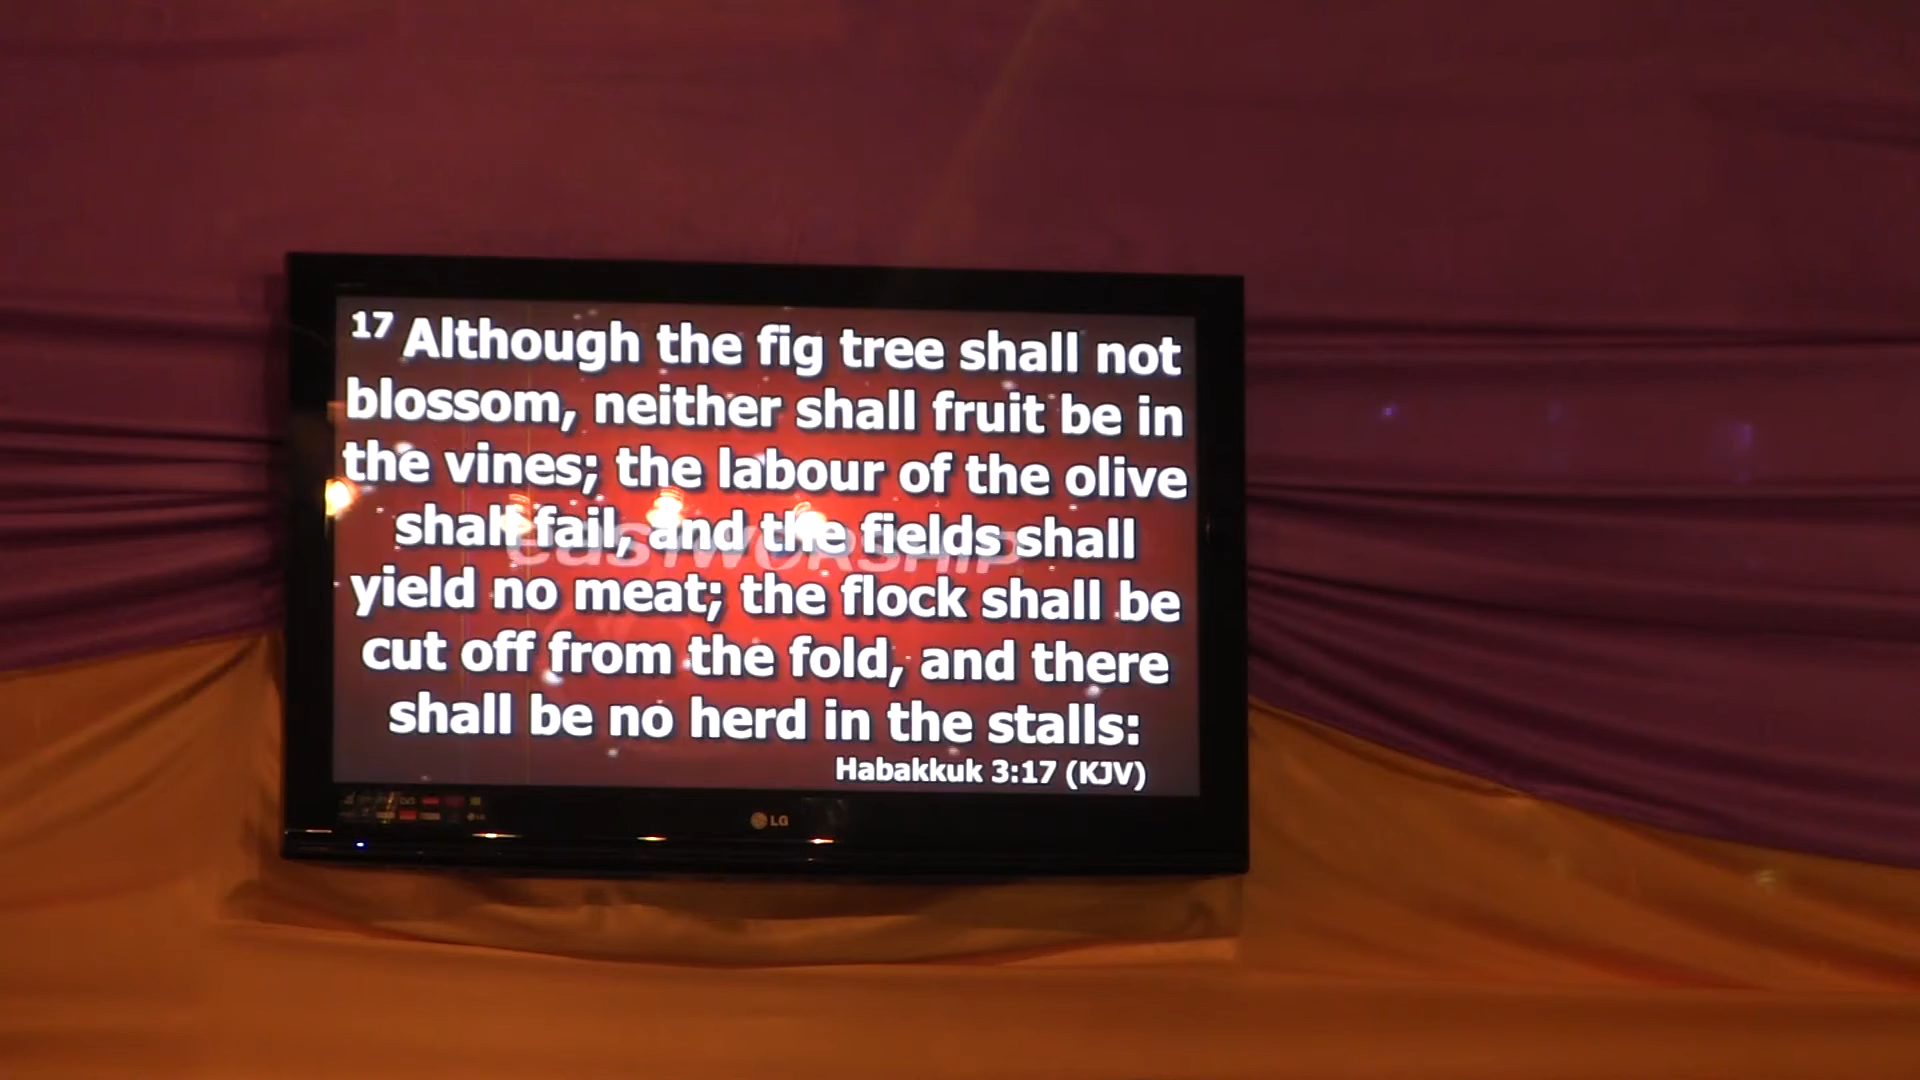 17 Although the fig tree shall not
blossom, neither shall fruit be in
the vines; the labour of the olive
shall fail, and the fields shall
easyworship
yield no meat; the flock shall be
cut off from the fold, and there
shall be no herd in the stalls:
Habakkuk 3:17 (KJV)
LG